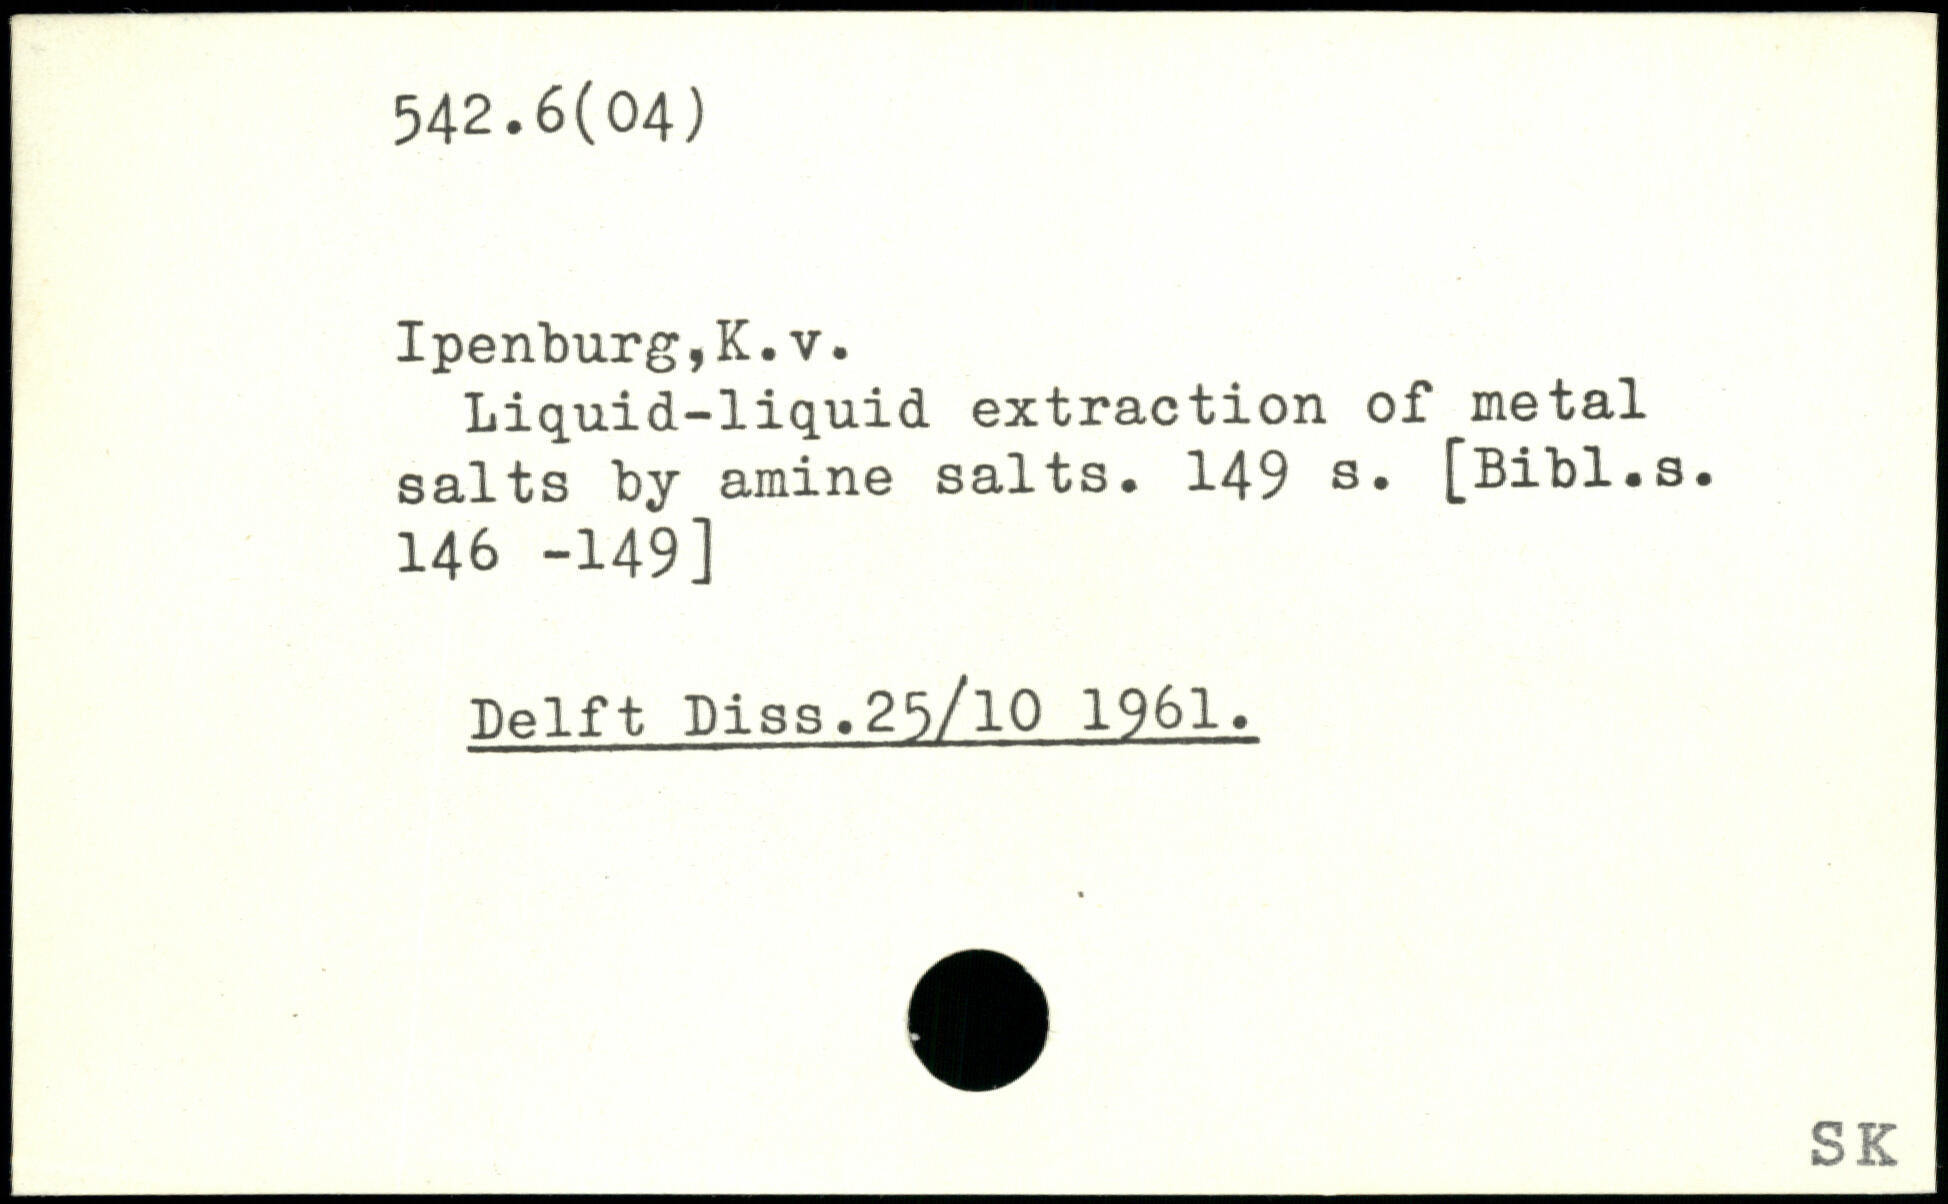 542.6(04)
Ipenburg,K.v.
Liquid-liquid extraction of metal
salts by amine salts. 149 s. [Bibl.s.
146 -149]
Delft Diss.25/10 1961.
SK